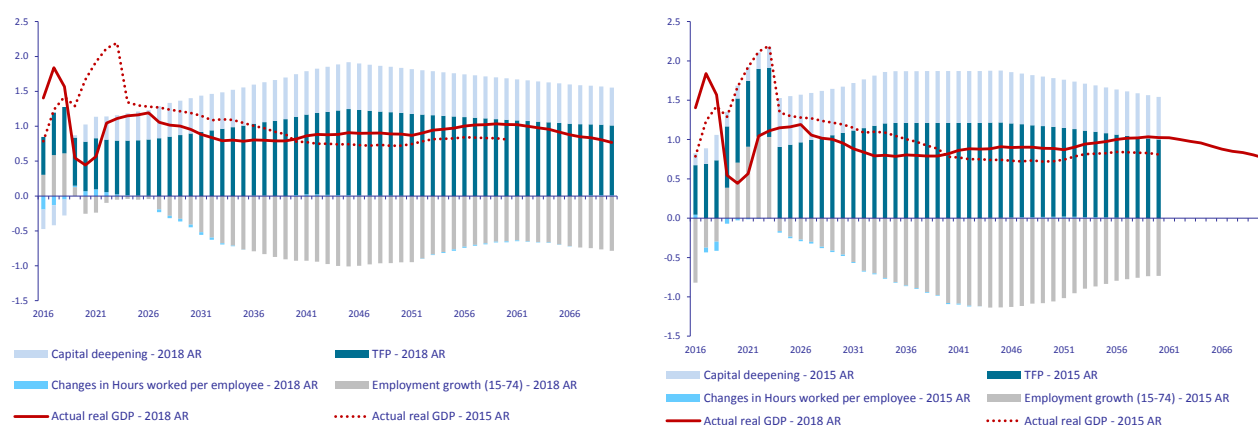 2.5
2.0
1.5
1.0
0.5
0.0
-0.5
-1.0
-1.5
2016 2021 2026 2031 2036 2041 2046 2051 2056 2061 2066
Capital deepening - 2018 AR
TFP - 2018 AR
Changes in Hours worked per employee - 2018 AR
Employment growth (15-74) - 2018 AR
Actual real GDP - 2018 AR
Actual real GDP - 2015 AR
2.5
2.0
1.5
1.0
0.5
0.0
-0.5
-1.0
-1.5
2016 2021 2026 2031 2036 2041 2046 2051 2056 2061 2066
Capital deepening - 2015 AR
TFP - 2015 AR
Changes in Hours worked per employee - 2015 AR
Employment growth (15-74) - 2015 AR
Actual real GDP - 2018 AR
Actual real GDP - 2015 AR